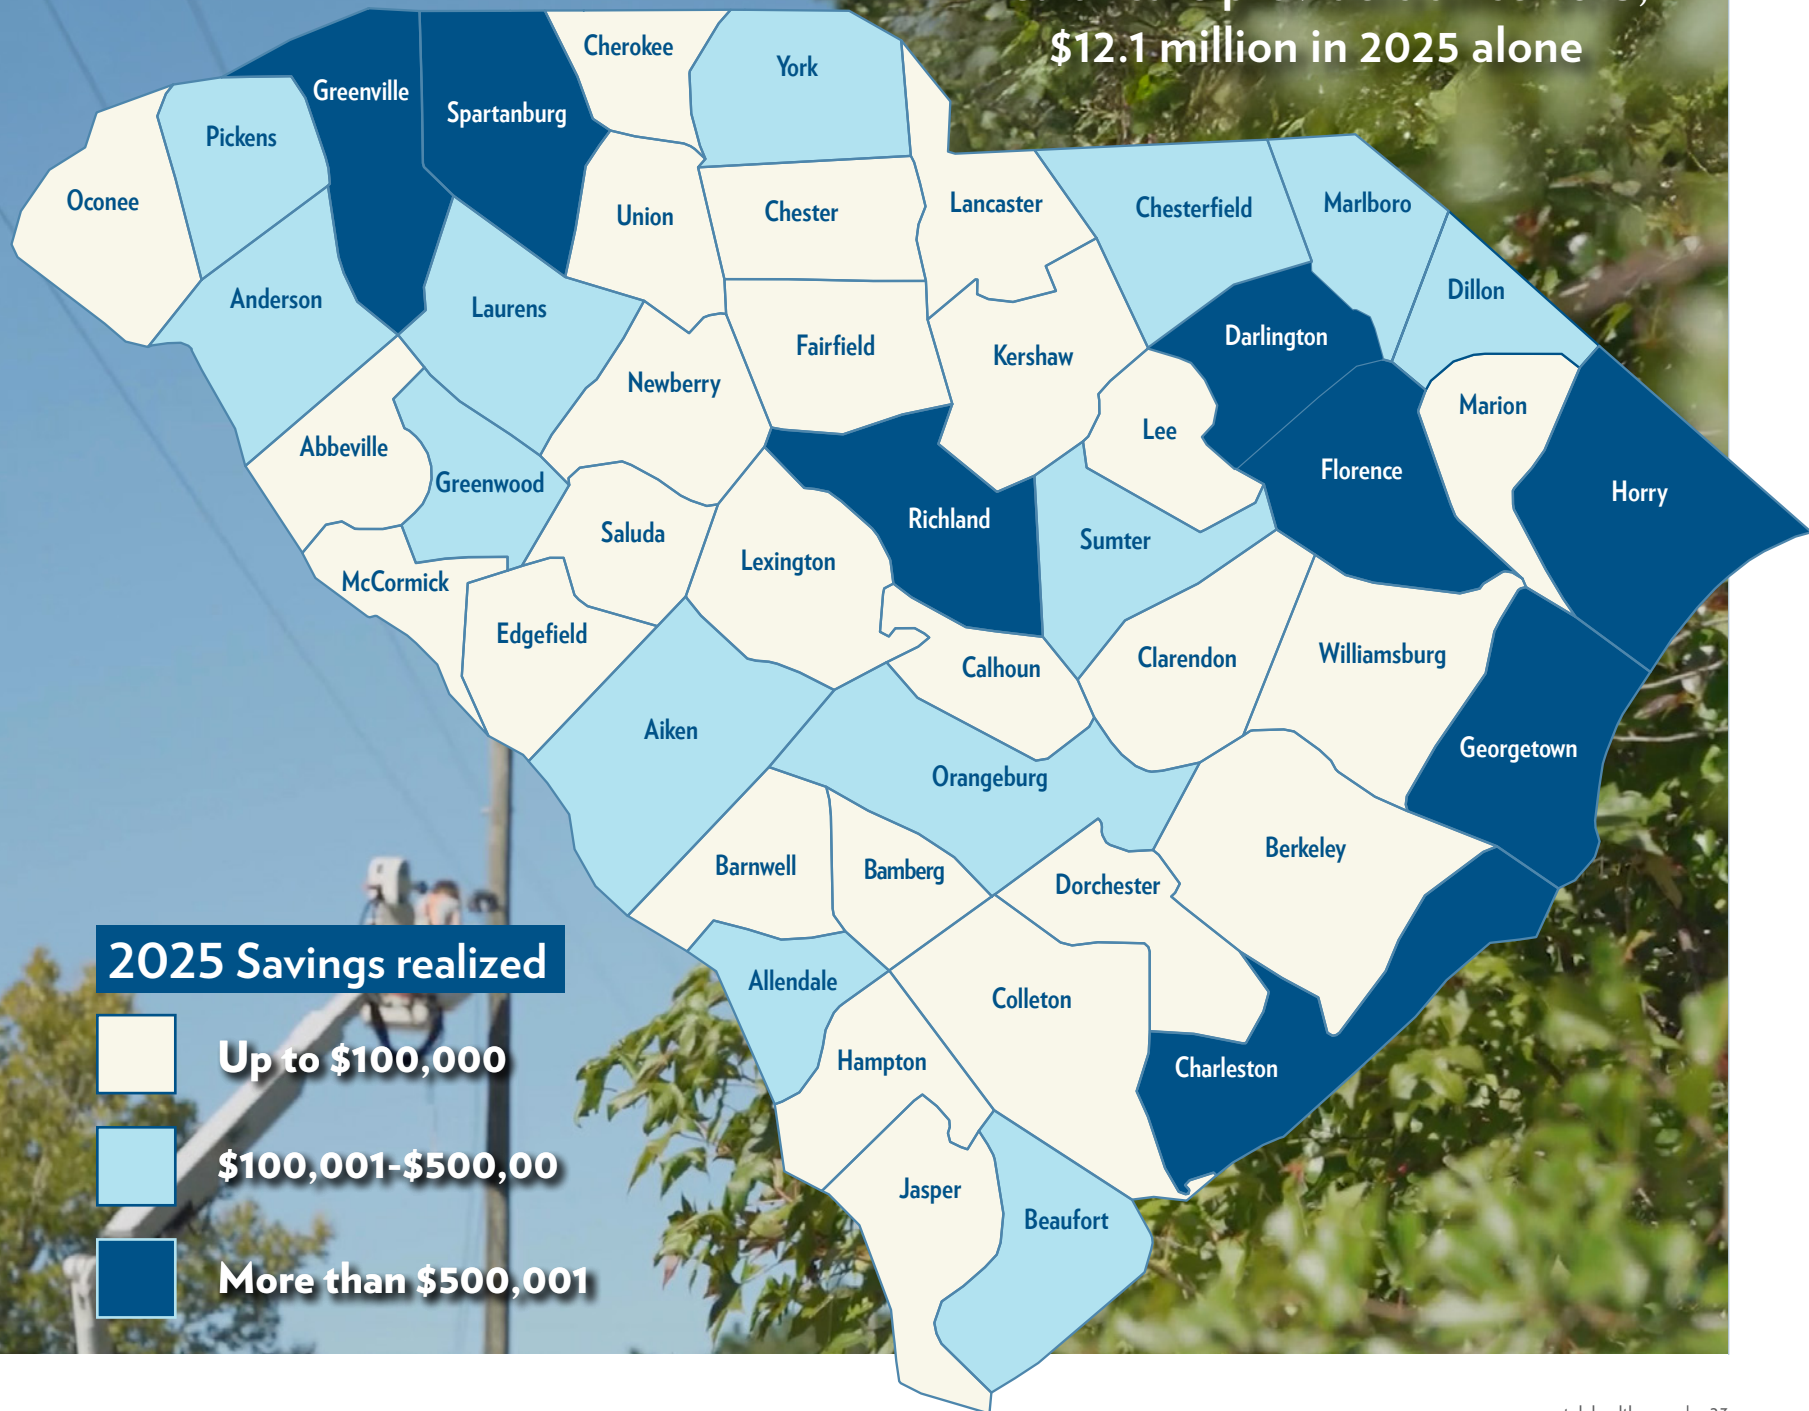 $12.1 million in 2025 alone
Cherokee
York
Greenville
Spartanburg
Pickens
Oconee
Union
Chester
Lancaster
Chesterfield
Marlboro
Anderson
Laurens
Dillon
Darlington
Fairfield
Kershaw
Newberry
Marion
Lee
Abbeville
Greenwood
Florence
Horry
Richland
Saluda
Sumter
Lexington
McCormick
Edgefield
Calhoun
Clarendon
Williamsburg
Aiken
Georgetown
Orangeburg
Berkeley
Barnwell
Bamberg
Dorchester
Allendale
Colleton
Hampton
Charleston
Jasper
Beaufort
2025 Savings realized
Up to $100,000
$100,001-$500,00
More than $500,001